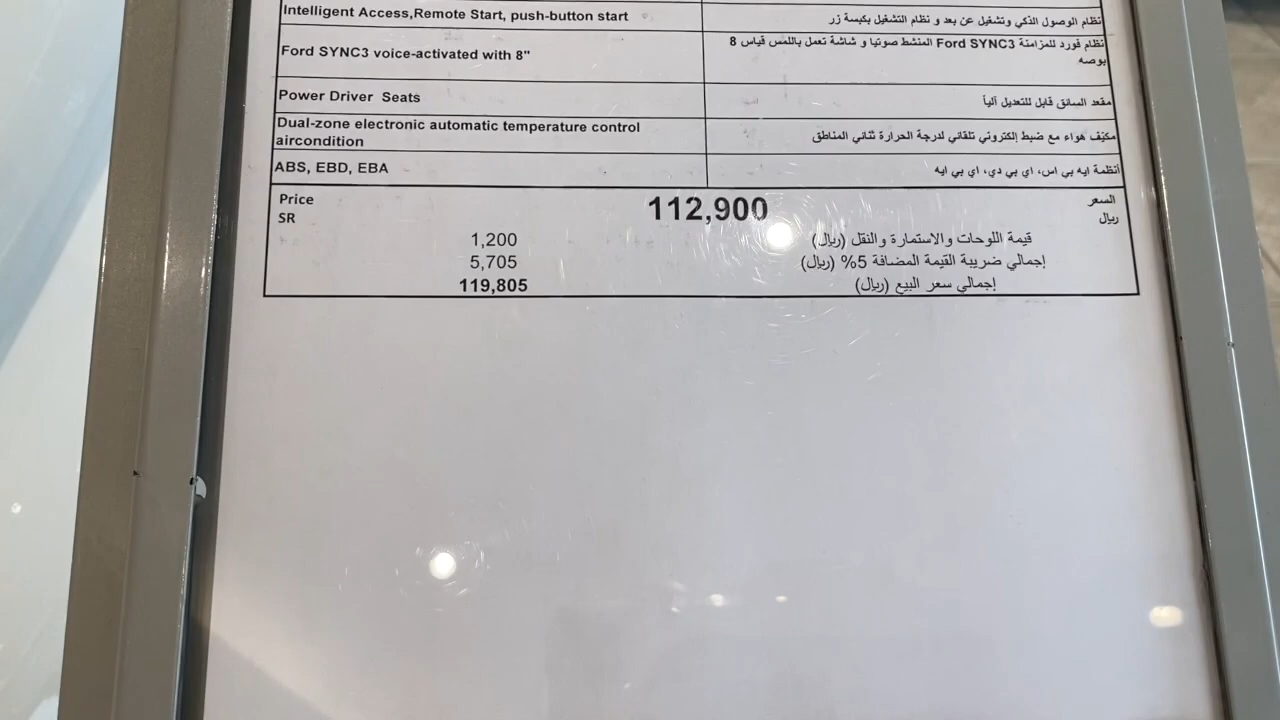 Intelligent Access,Remote Start, push-button start
نظام الوصول الذكي وتشغيل عن بعد و نظام التشغيل بكبسة زر
Ford SYNC3 voice-activated with 8"
نظام فورد للمزامنة Ford SYNC3 المنشط صوتيا و شاشة تعمل باللمس قياس 8
بوصه
Power Driver Seats
مقعد السائق قابل للتعديل آلياً
Dual-zone electronic automatic temperature control
aircondition
مكيّف هواء مع ضبط إلكتروني تلقائي لدرجة الحرارة ثنائي المناطق
ABS, EBD, EBA
أنظمة ايه بي اس، اي بي دي، اي بي ايه
Price
السعر
SR
112,900
ريال
1,200
قيمة اللوحات والاستمارة والنقل (ريال)
5,705
إجمالي ضريبة القيمة المضافة 5% (ريال)
119,805
إجمالي سعر البيع (ريال)